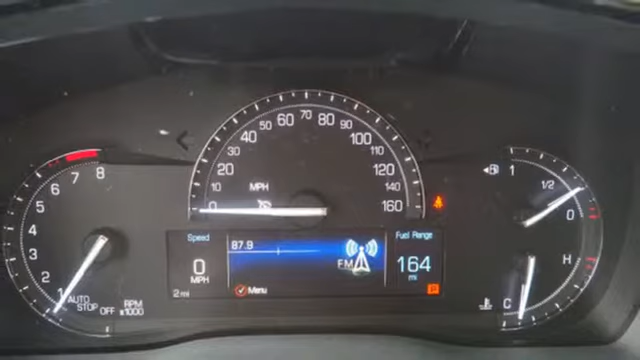 8
7
6
5
4
3
2
1
AUTO
STOP
OFF
RPM
x1000
0
10
20
30
40
50
60
70
80
90
100
110
120
140
160
MPH
Speed
0
MPH
2 mi
87.9
FM
Menu
Fuel Range
164
mi
P
1
1/2
0
H
C